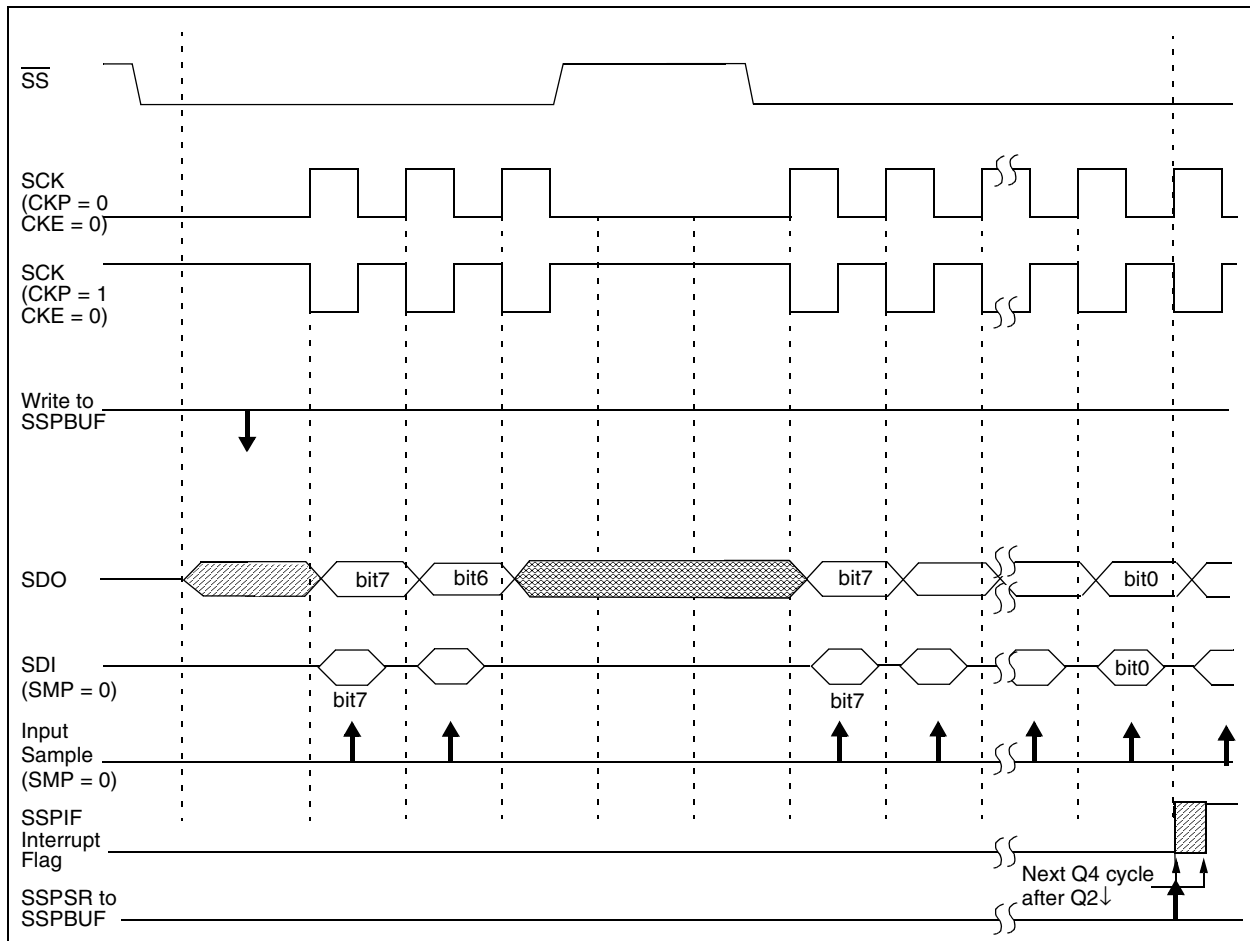 SS
SCK
(CKP = 0
CKE = 0)
SCK
(CKP = 1
CKE = 0)
Write to
SSPBUF
SDO
bit7
bit6
bit7
bit0
SDI
(SMP = 0)
bit7
bit7
bit0
Input
Sample
(SMP = 0)
SSPIF
Interrupt
Flag
Next Q4 cycle
after Q2↓
SSPSR to
SSPBUF